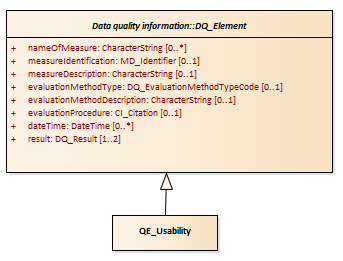 Data quality information::DQ_Element
+ nameOfMeasure: CharacterString [0..*]
+ measureIdentification: MD_Identifier [0..1]
+ measureDescription: CharacterString [0..1]
+ evaluationMethodType: DQ_EvaluationMethodTypeCode [0..1]
+ evaluationMethodDescription: CharacterString [0..1]
+ evaluationProcedure: CI_Citation [0..1]
+ dateTime: DateTime [0..*]
+ result: DQ_Result [1..2]
QE_Usability